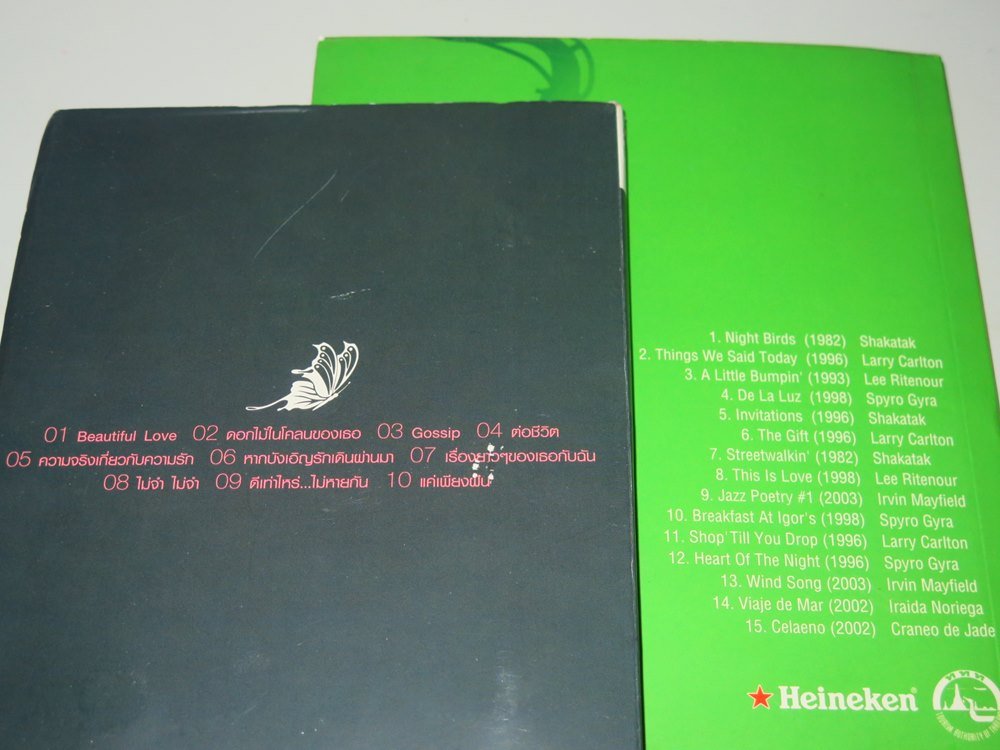 01 Beautiful Love 02 ดอกไม้ในโคลนของเธอ 03 Gossip 04 ต่อชีวิต
05 ความจริงเกี่ยวกับความรัก 06 หากบังเอิญรักเดินผ่านมา 07 เรื่องยาวๆของเธอกับฉัน
08 ไม่จำ ไม่จำ 09 ดีเท่าไหร่...ไม่หายกัน 10 แค่เพียงฝัน
1. Night Birds (1982) Shakatak
2. Things We Said Today (1996) Larry Carlton
3. A Little Bumpin' (1993) Lee Ritenour
4. De La Luz (1998) Spyro Gyra
5. Invitations (1996) Shakatak
6. The Gift (1996) Larry Carlton
7. Streetwalkin' (1982) Shakatak
8. This Is Love (1998) Lee Ritenour
9. Jazz Poetry #1 (2003) Irvin Mayfield
10. Breakfast At Igor's (1998) Spyro Gyra
11. Shop'Till You Drop (1996) Larry Carlton
12. Heart Of The Night (1996) Spyro Gyra
13. Wind Song (2003) Irvin Mayfield
14. Viaje de Mar (2002) Iraida Noriega
15. Celaeno (2002) Craneo de Jade
Heineken
ททท
TOURISM AUTHORITY OF